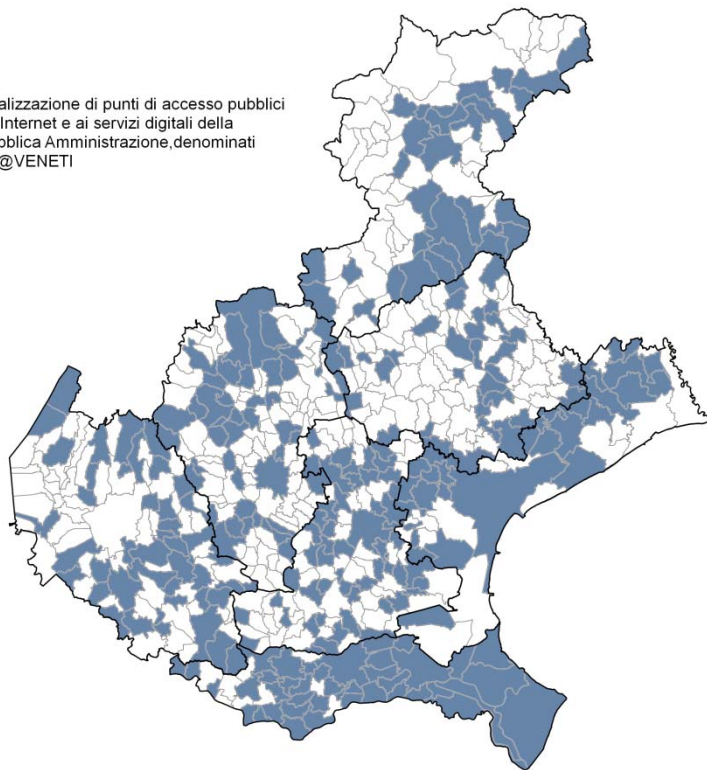 alizzazione di punti di accesso pubblici
Internet e ai servizi digitali della
bblica Amministrazione,denominati
@VENETI